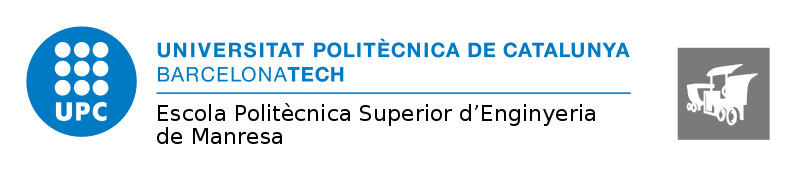 UPC
UNIVERSITAT POLITÈCNICA DE CATALUNYA
BARCELONATECH
Escola Politècnica Superior d’Enginyeria
de Manresa